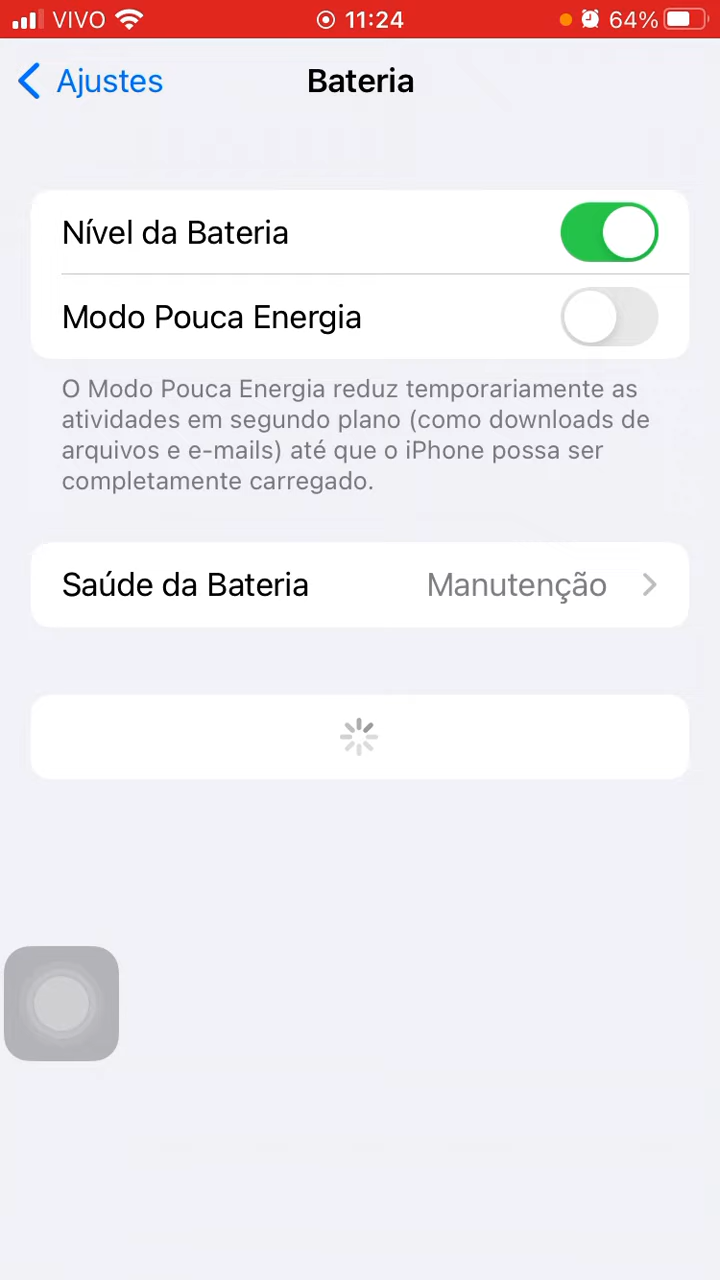 VIVO 11:24 64%
Ajustes Bateria
Nível da Bateria
Modo Pouca Energia
O Modo Pouca Energia reduz temporariamente as
atividades em segundo plano (como downloads de
arquivos e e-mails) até que o iPhone possa ser
completamente carregado.
Saúde da Bateria Manutenção